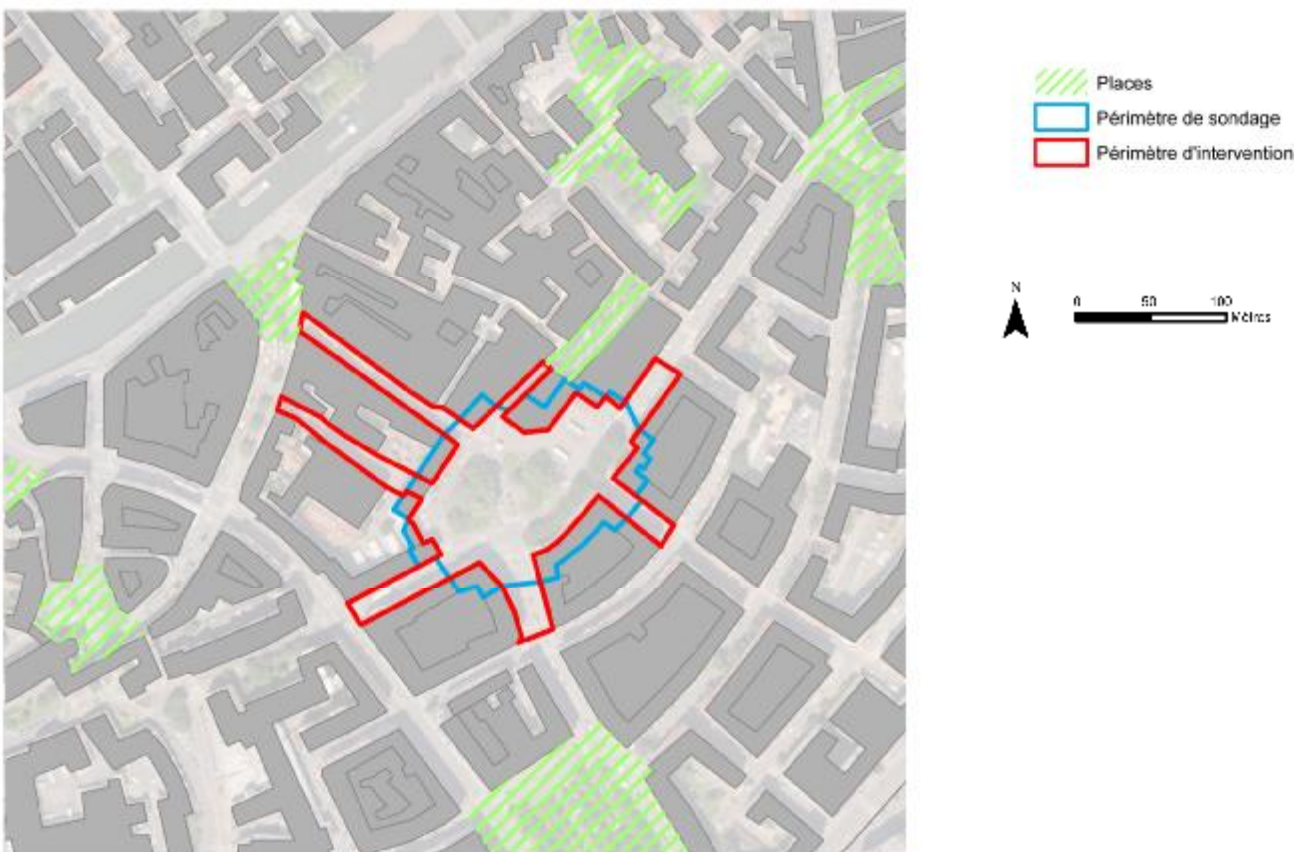 Places
Périmètre de sondage
Périmètre d'intervention
N
0 50 100
Mètres